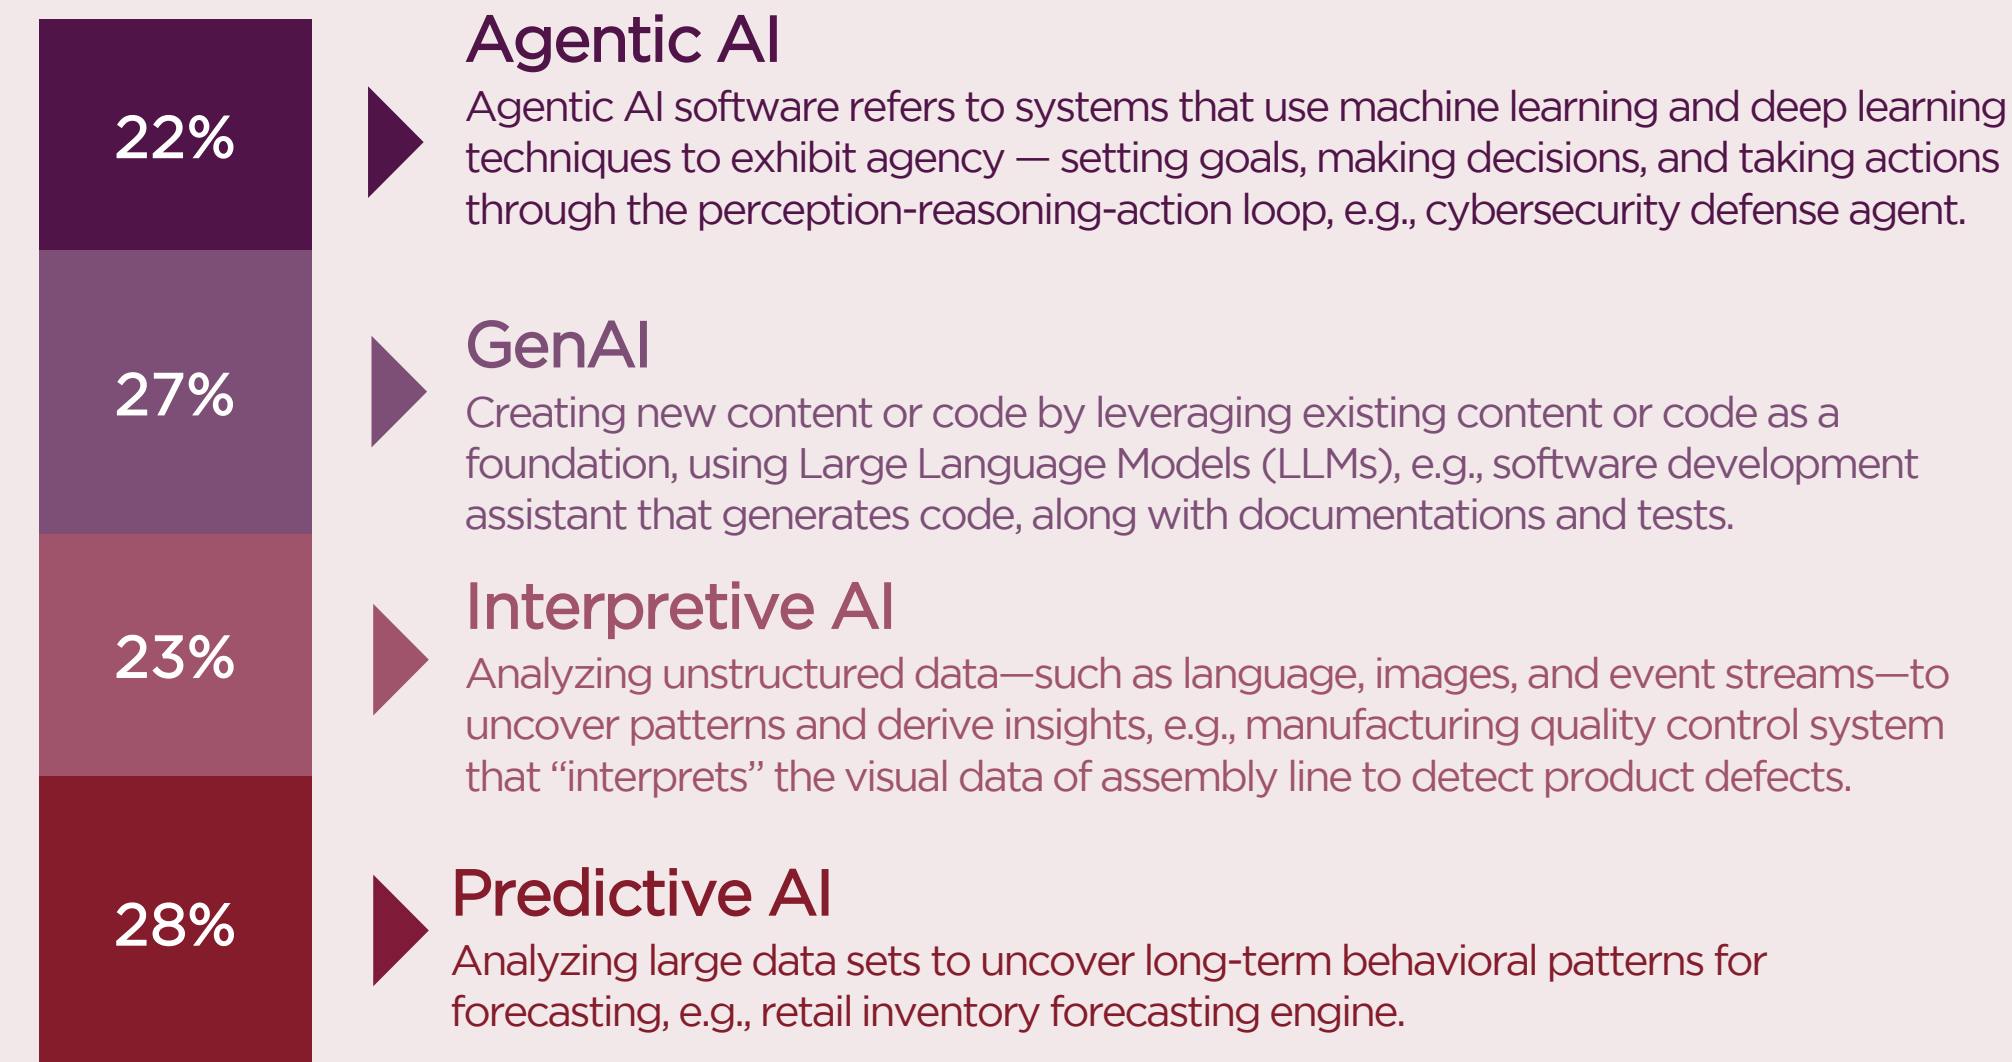 22%
Agentic AI
Agentic AI software refers to systems that use machine learning and deep learning
techniques to exhibit agency — setting goals, making decisions, and taking actions
through the perception-reasoning-action loop, e.g., cybersecurity defense agent.
27%
GenAI
Creating new content or code by leveraging existing content or code as a
foundation, using Large Language Models (LLMs), e.g., software development
assistant that generates code, along with documentations and tests.
23%
Interpretive AI
Analyzing unstructured data—such as language, images, and event streams—to
uncover patterns and derive insights, e.g., manufacturing quality control system
that “interprets” the visual data of assembly line to detect product defects.
28%
Predictive AI
Analyzing large data sets to uncover long-term behavioral patterns for
forecasting, e.g., retail inventory forecasting engine.